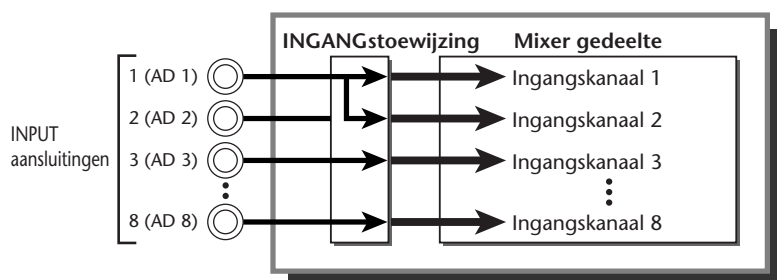 INGANGstoewijzing Mixer gedeelte
INPUT
aansluitingen
1 (AD 1)
2 (AD 2)
3 (AD 3)
8 (AD 8)
Ingangskanaal 1
Ingangskanaal 2
Ingangskanaal 3
Ingangskanaal 8